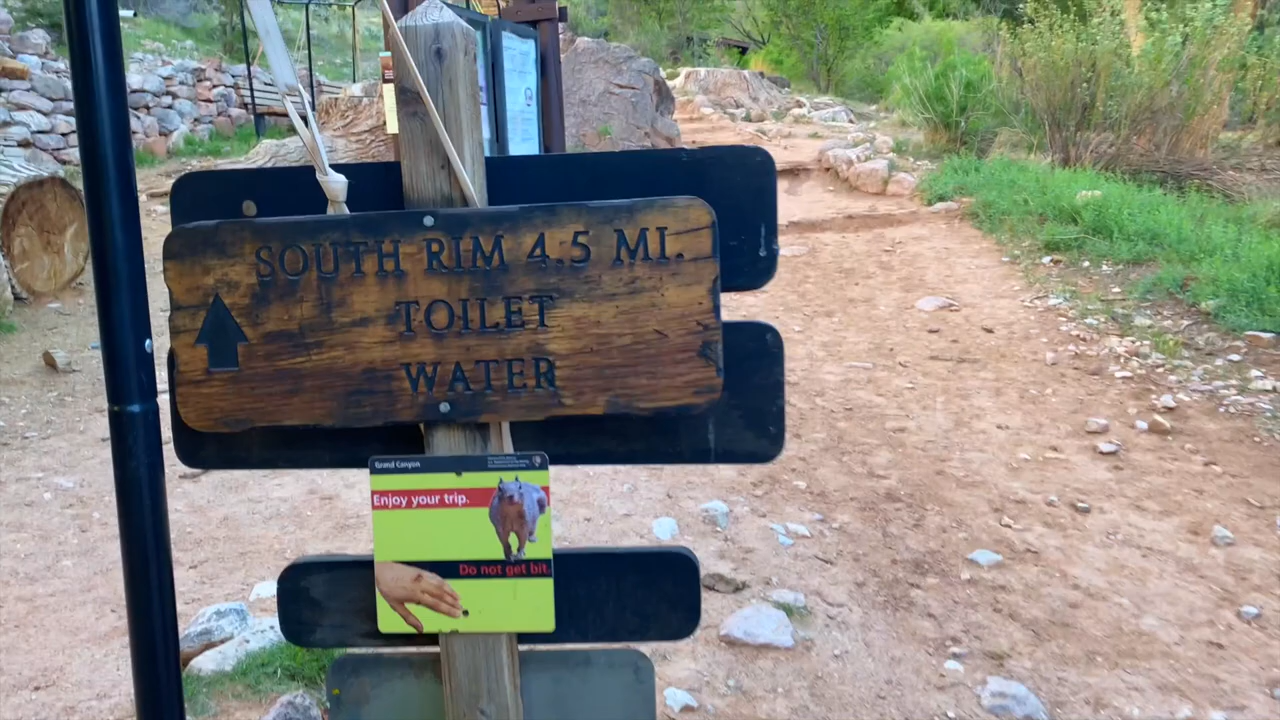 SOUTH RIM 4.5 MI.
TOILET
WATER
Grand Canyon
Enjoy your trip.
Do not get bit.